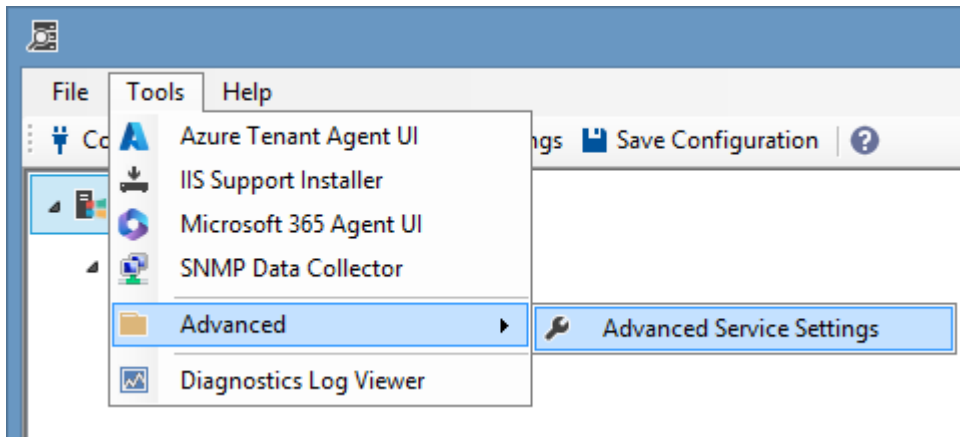 File Tools Help
Co ngs Save Configuration ?
Azure Tenant Agent UI
IIS Support Installer
Microsoft 365 Agent UI
SNMP Data Collector
Advanced
Advanced Service Settings
Diagnostics Log Viewer